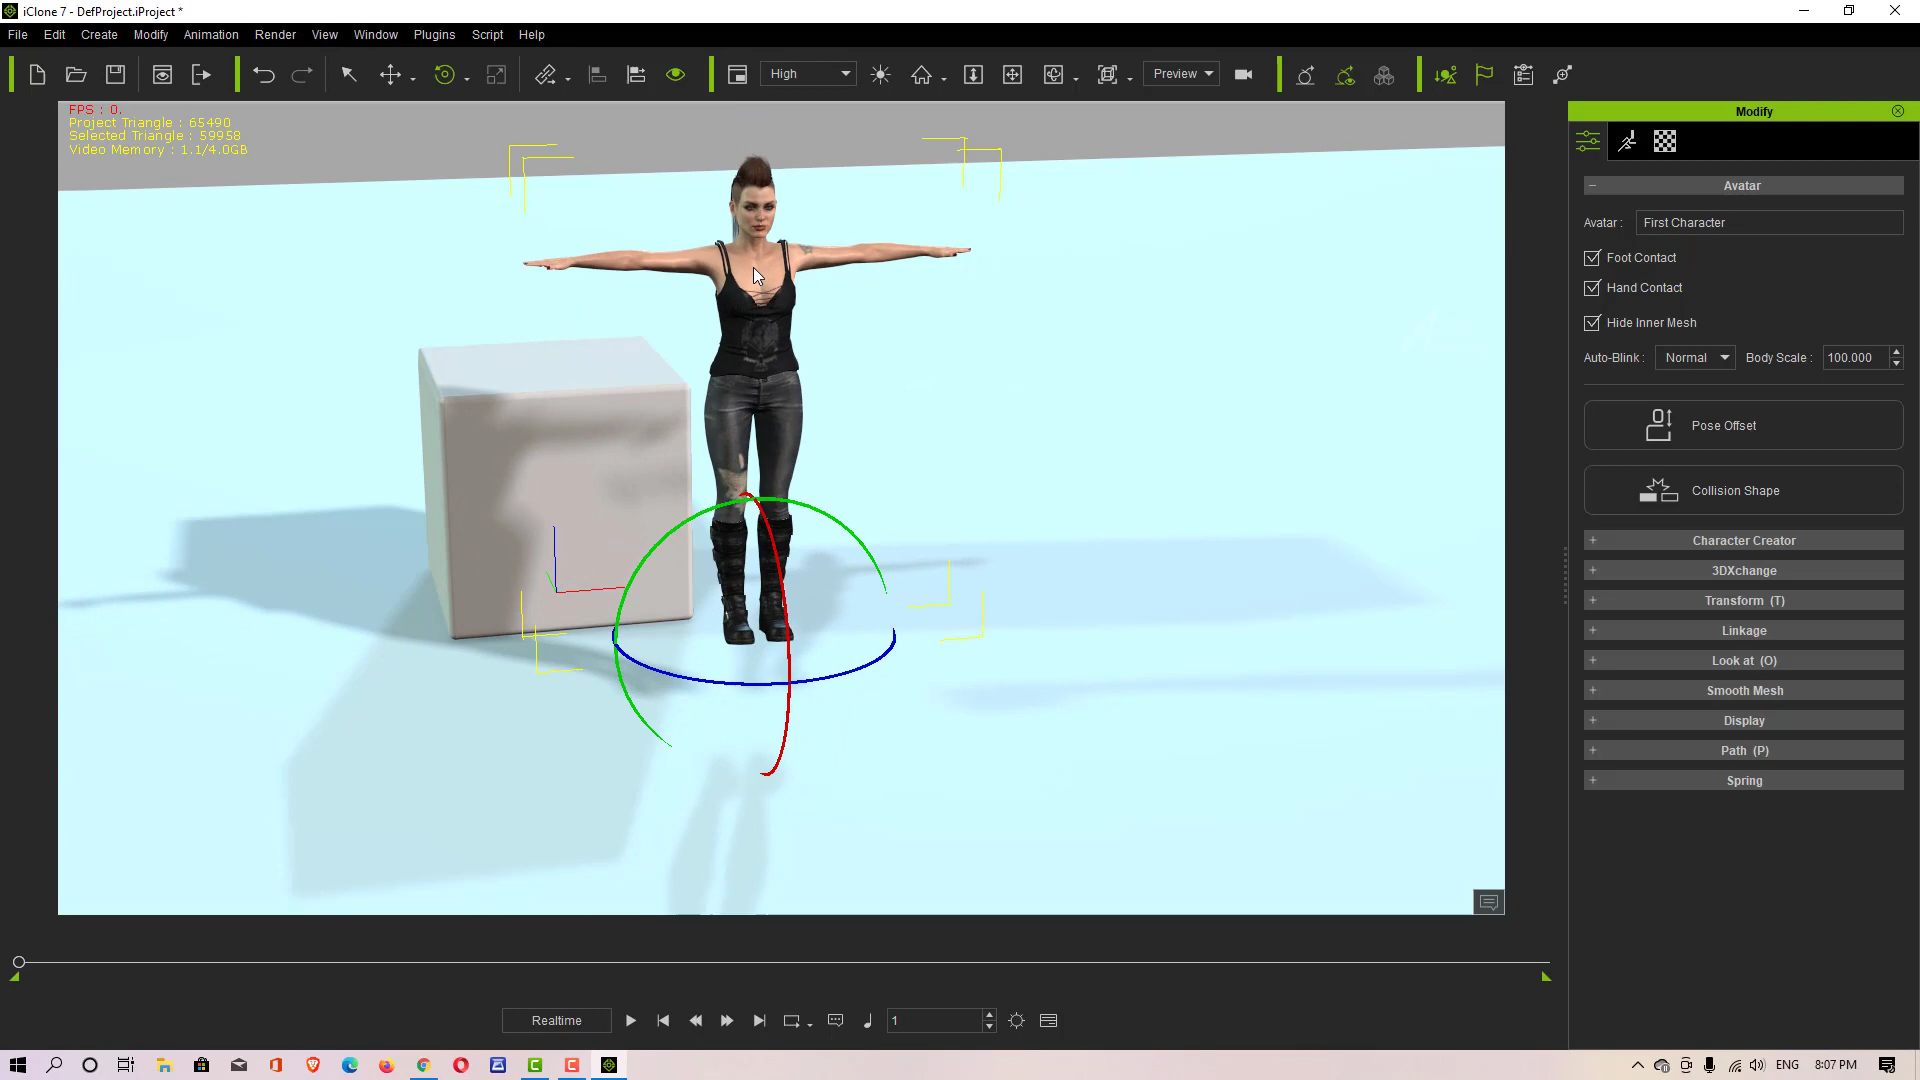 iClone 7 - DefProject.iProject *
File Edit Create Modify Animation Render View Window Plugins Script Help
High
Preview
FPS : 0.
Project Triangle : 65490
Selected Triangle : 59958
Video Memory : 1.1/4.0GB
Modify
Avatar
Avatar : First Character
Foot Contact
Hand Contact
Hide Inner Mesh
Auto-Blink : Normal Body Scale : 100.000
Pose Offset
Collision Shape
Character Creator
3DXchange
Transform (T)
Linkage
Look at (O)
Smooth Mesh
Display
Path (P)
Spring
Realtime
1
ENG 8:07 PM